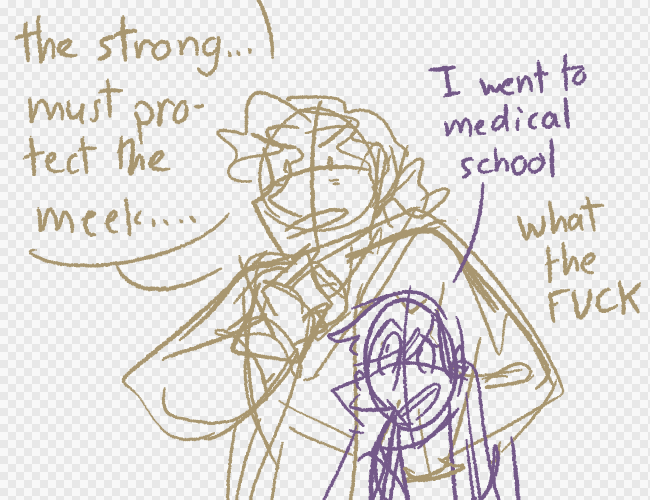 the strong...
must pro-
tect the
meek....
I went to
medical
school
what
the
FUCK